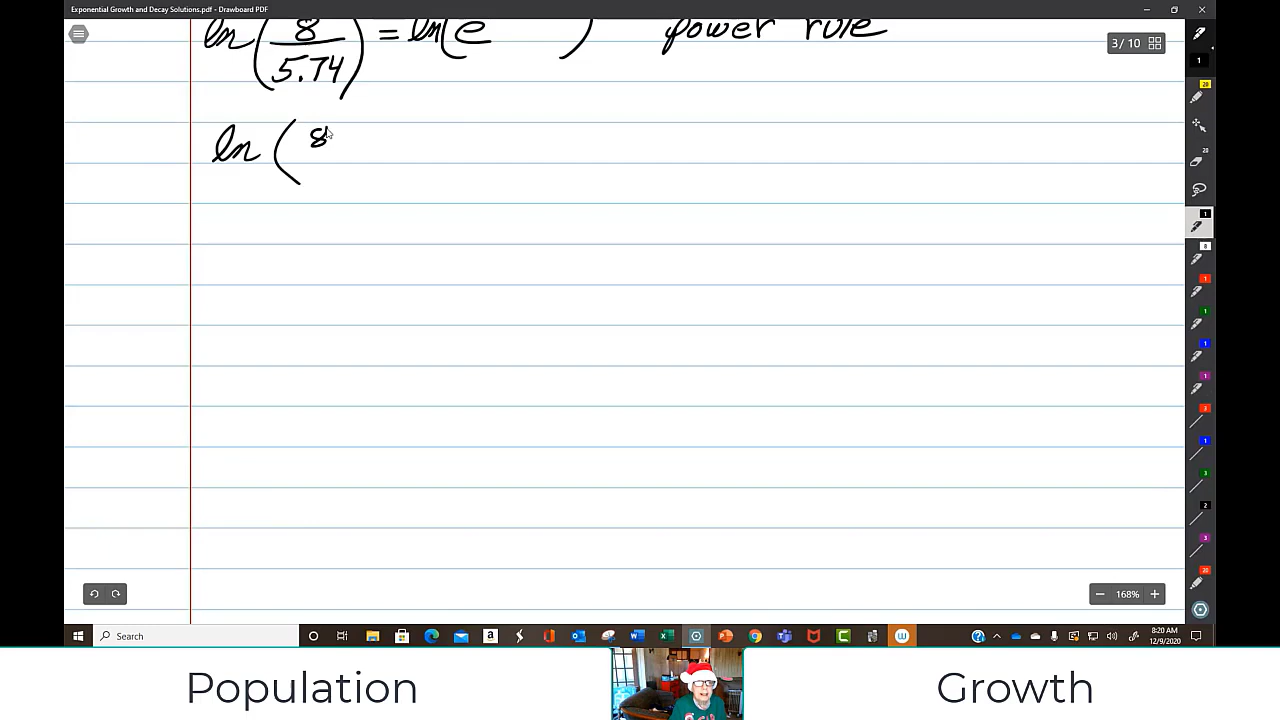 Exponential Growth and Decay Solutions.pdf - Drawboard PDF
ln(8/5.74) = ln(e ) power rule
3 / 10
1
ln ( 8
168%
Search
8:20 AM
12/9/2020
Population
Growth